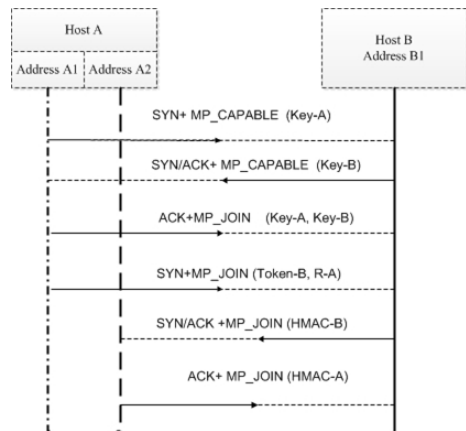 Host A
Host B
Address B1
Address A1
Address A2
SYN+ MP_CAPABLE (Key-A)
SYN/ACK+ MP_CAPABLE (Key-B)
ACK+MP_JOIN (Key-A, Key-B)
SYN+MP_JOIN (Token-B, R-A)
SYN/ACK +MP_JOIN (HMAC-B)
ACK+ MP_JOIN (HMAC-A)